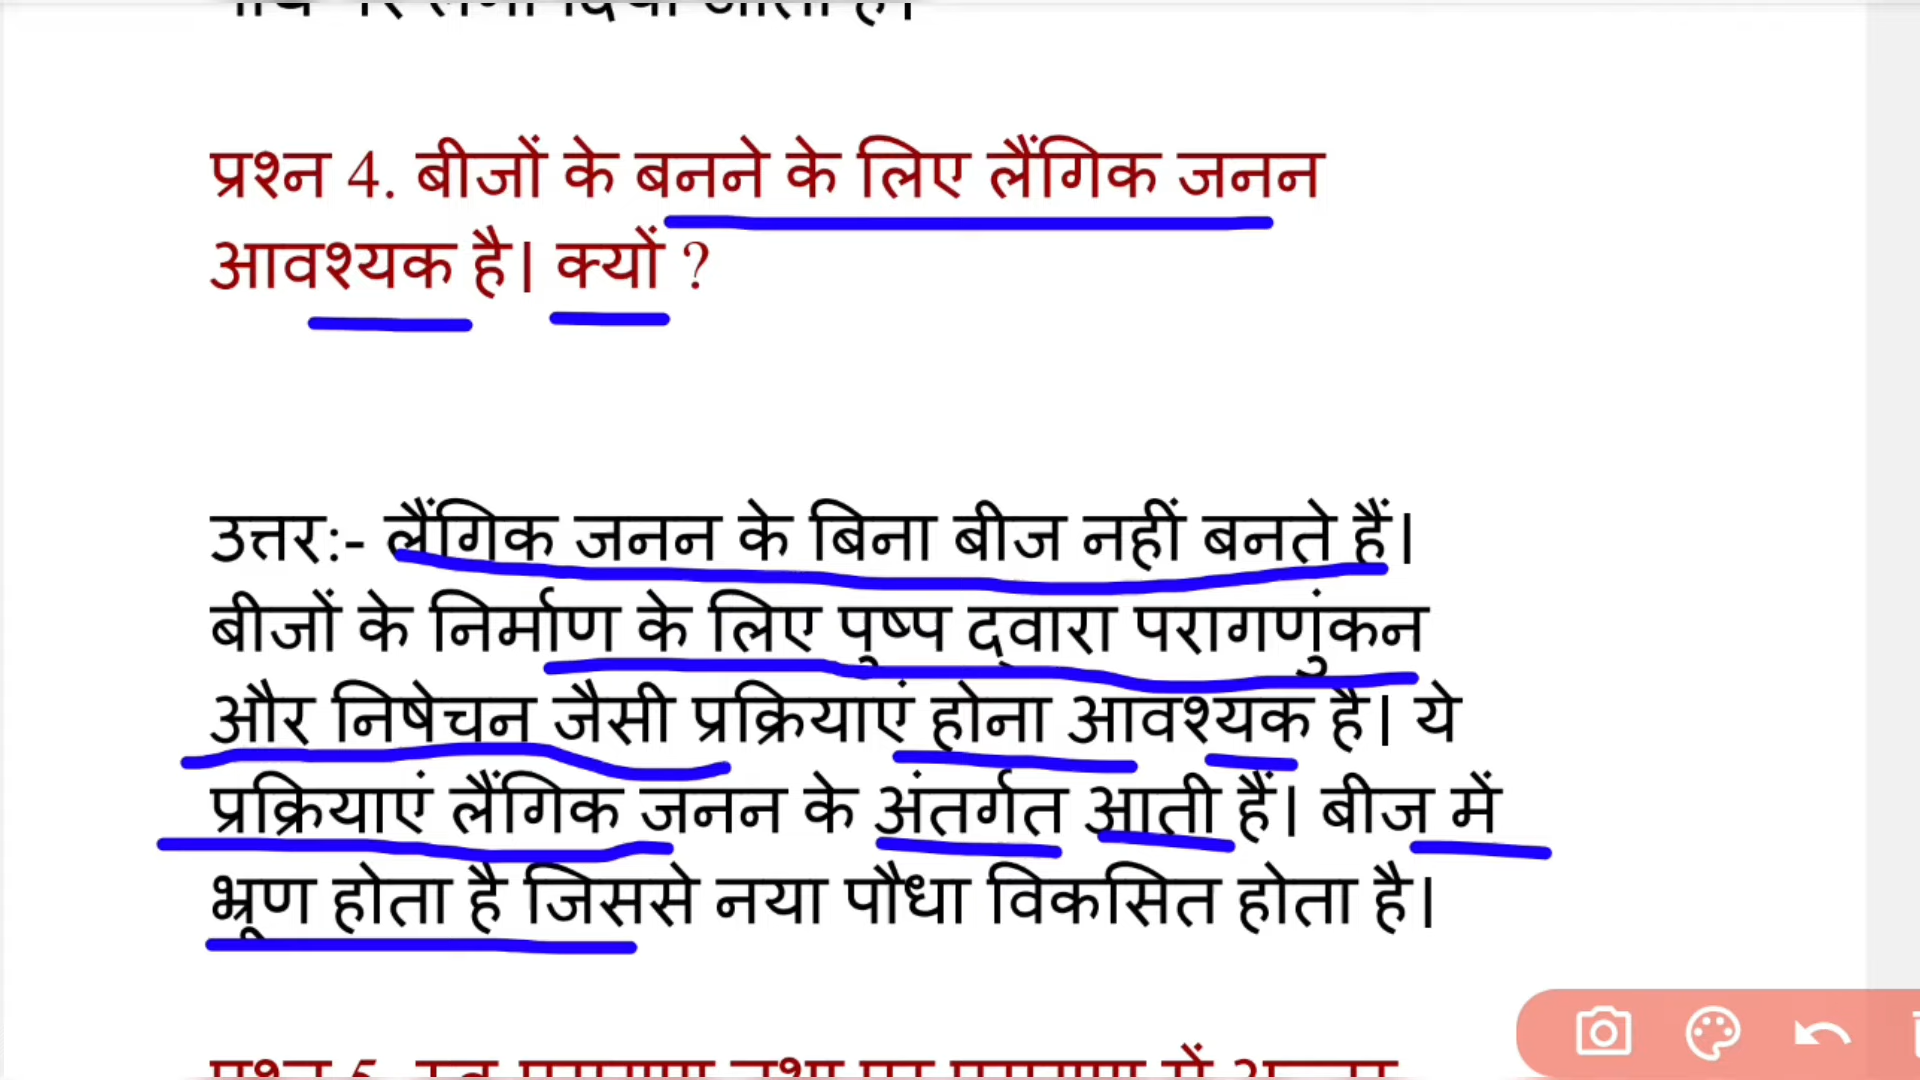 प्रश्न 4. बीजों के बनने के लिए लैंगिक जनन
आवश्यक है। क्यों ?
उत्तर:- लैंगिक जनन के बिना बीज नहीं बनते हैं।
बीजों के निर्माण के लिए पुष्प द्वारा परागणुंकन
और निषेचन जैसी प्रक्रियाएं होना आवश्यक है। ये
प्रक्रियाएं लैंगिक जनन के अंतर्गत आती हैं। बीज में
भ्रूण होता है जिससे नया पौधा विकसित होता है।